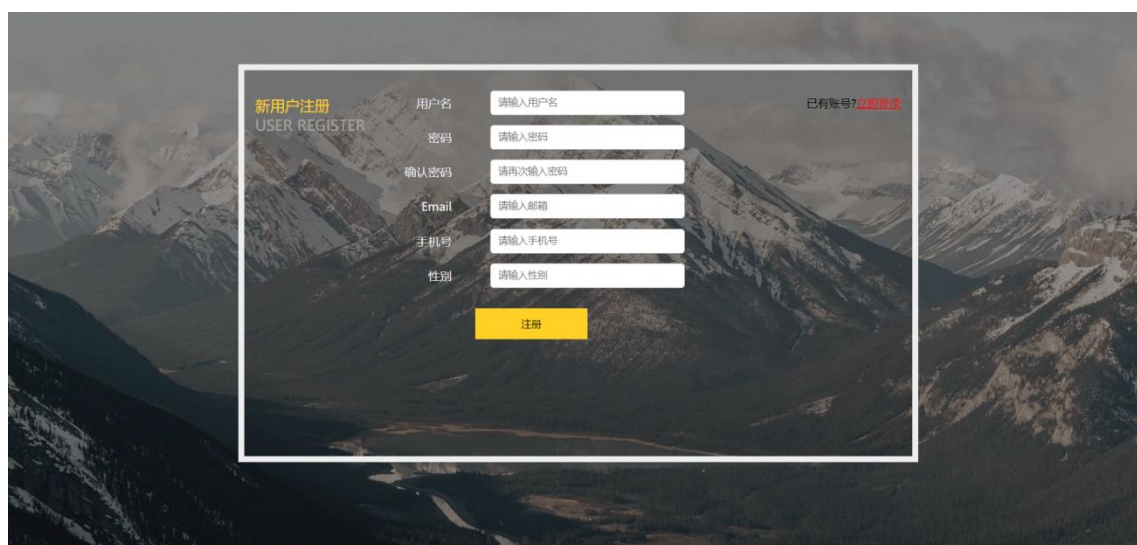 新用户注册
USER REGISTER
用户名 请输入用户名
密码 请输入密码
确认密码 请再次输入密码
Email 请输入邮箱
手机号 请输入手机号
性别 请输入性别
注册
已有账号?立即登录